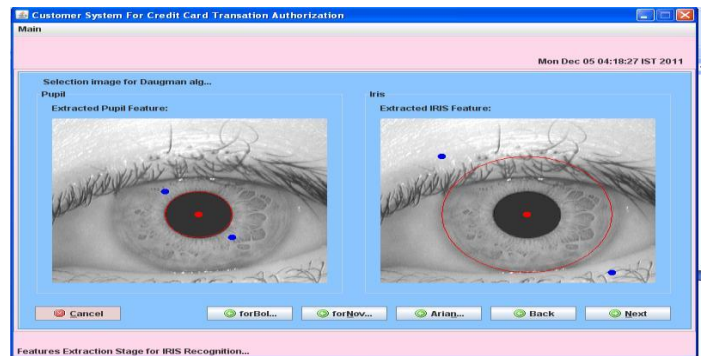 Customer System For Credit Card Transation Authorization
Main
Mon Dec 05 04:18:27 IST 2011
Selection image for Daugman alg...
Pupil
Extracted Pupil Feature:
Iris
Extracted IRIS Feature:
Cancel
forBol...
forNov...
Arian...
Back
Next
Features Extraction Stage for IRIS Recognition...